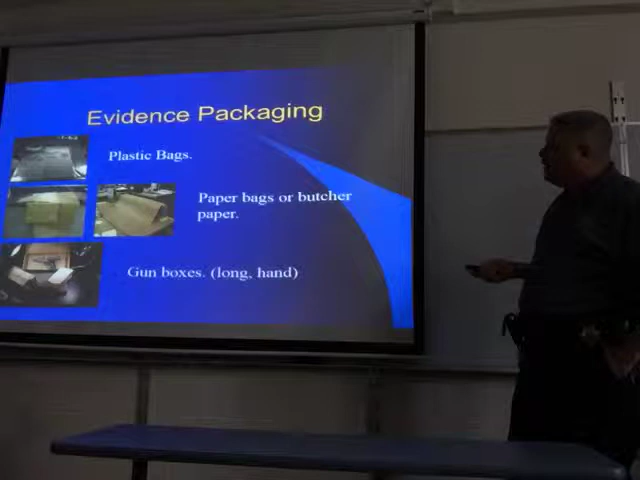 Evidence Packaging
Plastic Bags.
Paper bags or butcher
paper.
Gun boxes. (long, hand)